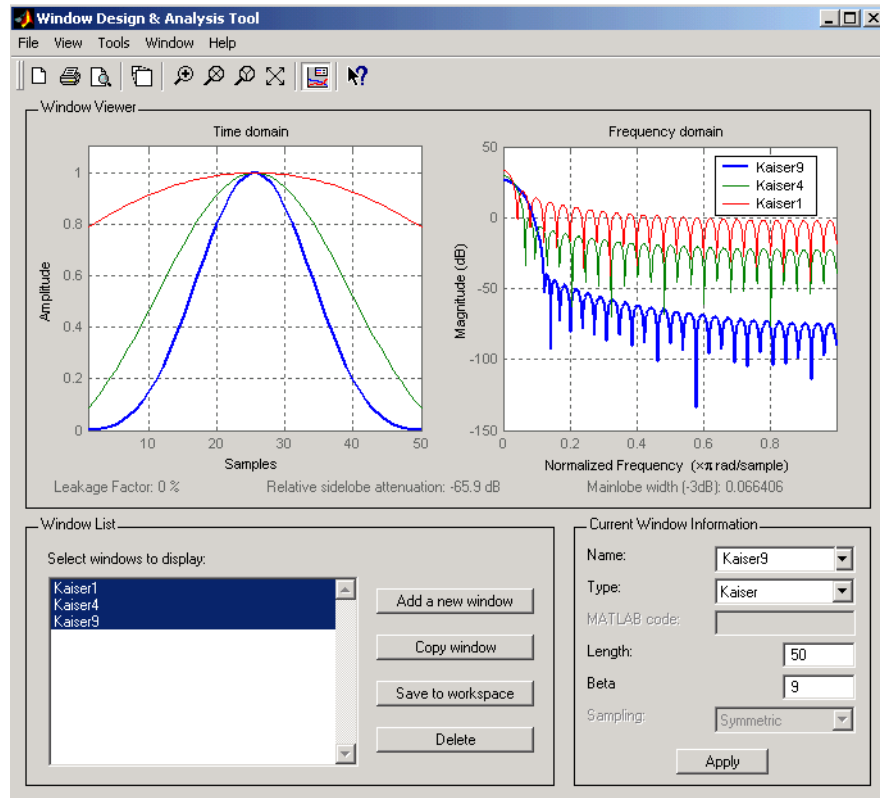 Window Design & Analysis Tool
File View Tools Window Help
Window Viewer
Time domain
Frequency domain
Amplitude
1
0.8
0.6
0.4
0.2
0
10 20 30 40 50
Samples
Magnitude (dB)
50
0
-50
-100
-150
0 0.2 0.4 0.6 0.8
Normalized Frequency (×π rad/sample)
Kaiser9
Kaiser4
Kaiser1
Leakage Factor: 0 % Relative sidelobe attenuation: -65.9 dB Mainlobe width (-3dB): 0.066406
Window List
Select windows to display:
Kaiser1
Kaiser4
Kaiser9
Add a new window
Copy window
Save to workspace
Delete
Current Window Information
Name: Kaiser9
Type: Kaiser
MATLAB code:
Length: 50
Beta 9
Sampling: Symmetric
Apply